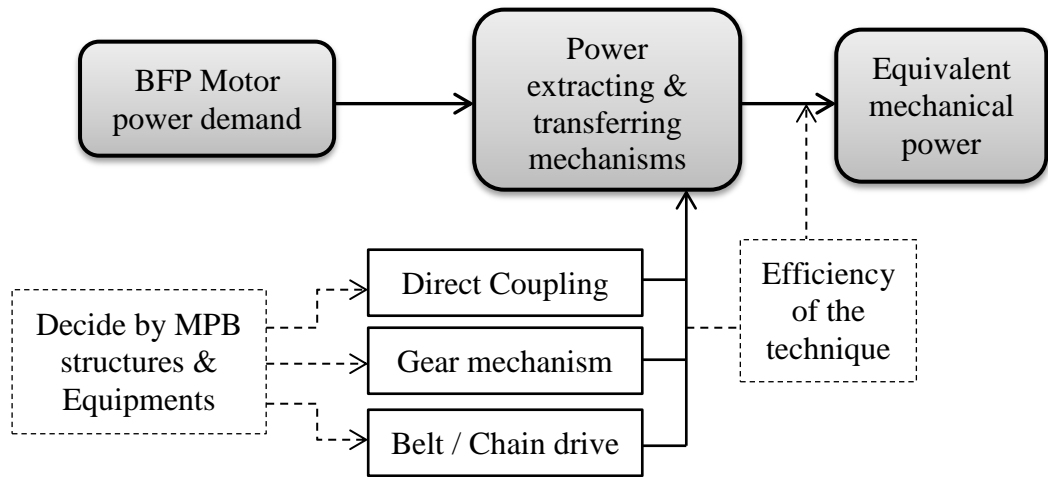 BFP Motor
power demand
Power
extracting &
transferring
mechanisms
Equivalent
mechanical
power
Decide by MPB
structures &
Equipments
Direct Coupling
Gear mechanism
Belt / Chain drive
Efficiency
of the
technique